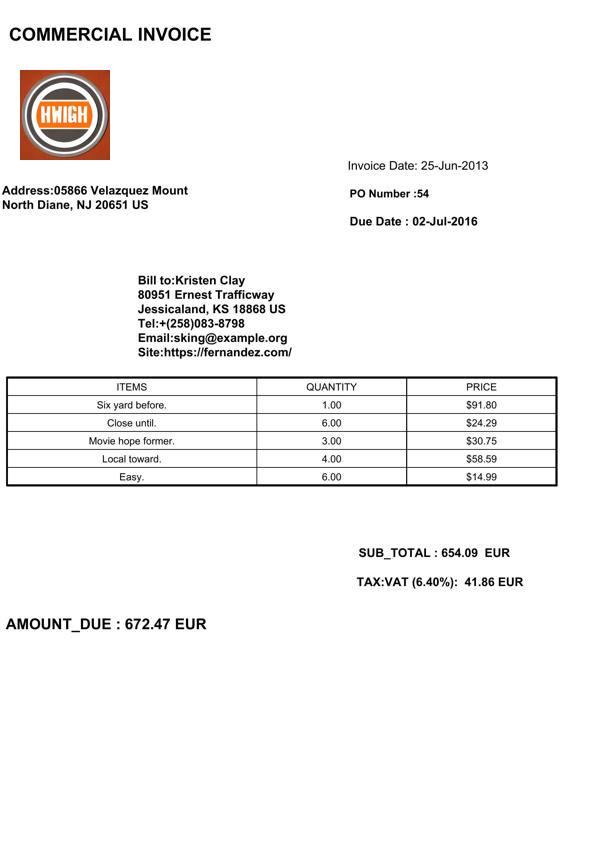 COMMERCIAL INVOICE
HWIGH
Invoice Date: 25-Jun-2013
Address:05866 Velazquez Mount
North Diane, NJ 20651 US
PO Number :54
Due Date : 02-Jul-2016
Bill to:Kristen Clay
80951 Ernest Trafficway
Jessicaland, KS 18868 US
Tel:+(258)083-8798
Email:sking@example.org
Site:https://fernandez.com/
ITEMS QUANTITY PRICE
Six yard before. 1.00 $91.80
Close until. 6.00 $24.29
Movie hope former. 3.00 $30.75
Local toward. 4.00 $58.59
Easy. 6.00 $14.99
SUB_TOTAL : 654.09 EUR
TAX:VAT (6.40%): 41.86 EUR
AMOUNT_DUE : 672.47 EUR